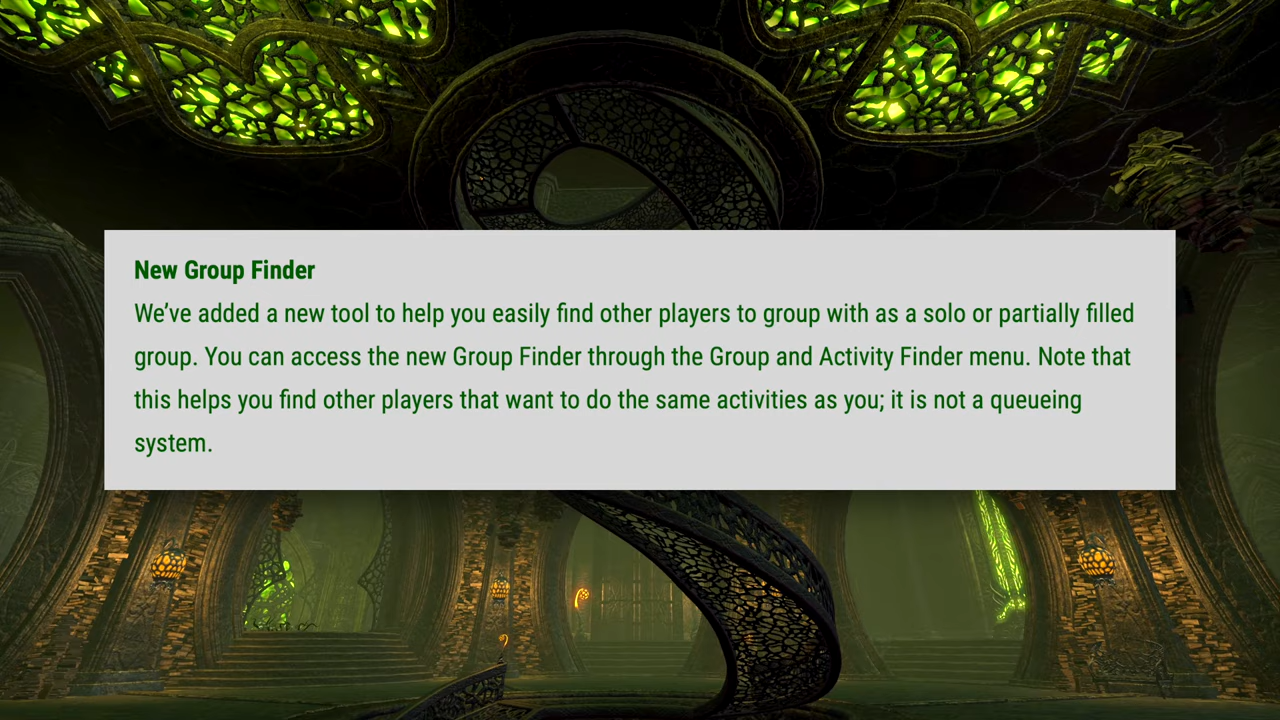 New Group Finder
We’ve added a new tool to help you easily find other players to group with as a solo or partially filled
group. You can access the new Group Finder through the Group and Activity Finder menu. Note that
this helps you find other players that want to do the same activities as you; it is not a queueing
system.